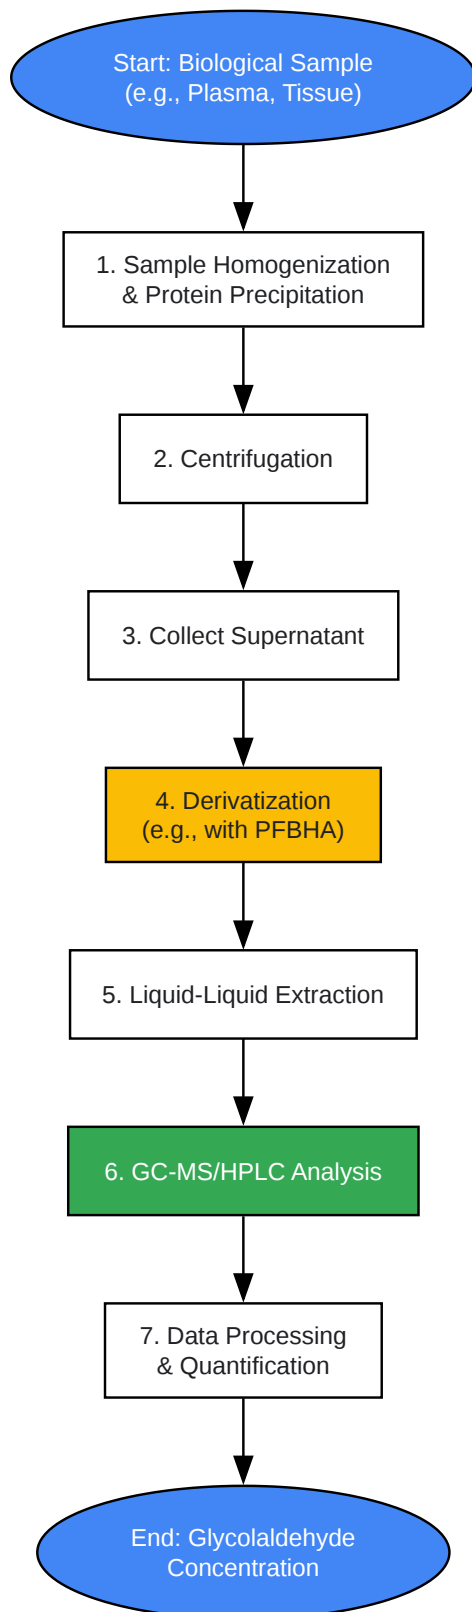 Start: Biological Sample
(e.g., Plasma, Tissue)
1. Sample Homogenization
& Protein Precipitation
2. Centrifugation
3. Collect Supernatant
4. Derivatization
(e.g., with PFBHA)
5. Liquid-Liquid Extraction
6. GC-MS/HPLC Analysis
7. Data Processing
& Quantification
End: Glycolaldehyde
Concentration